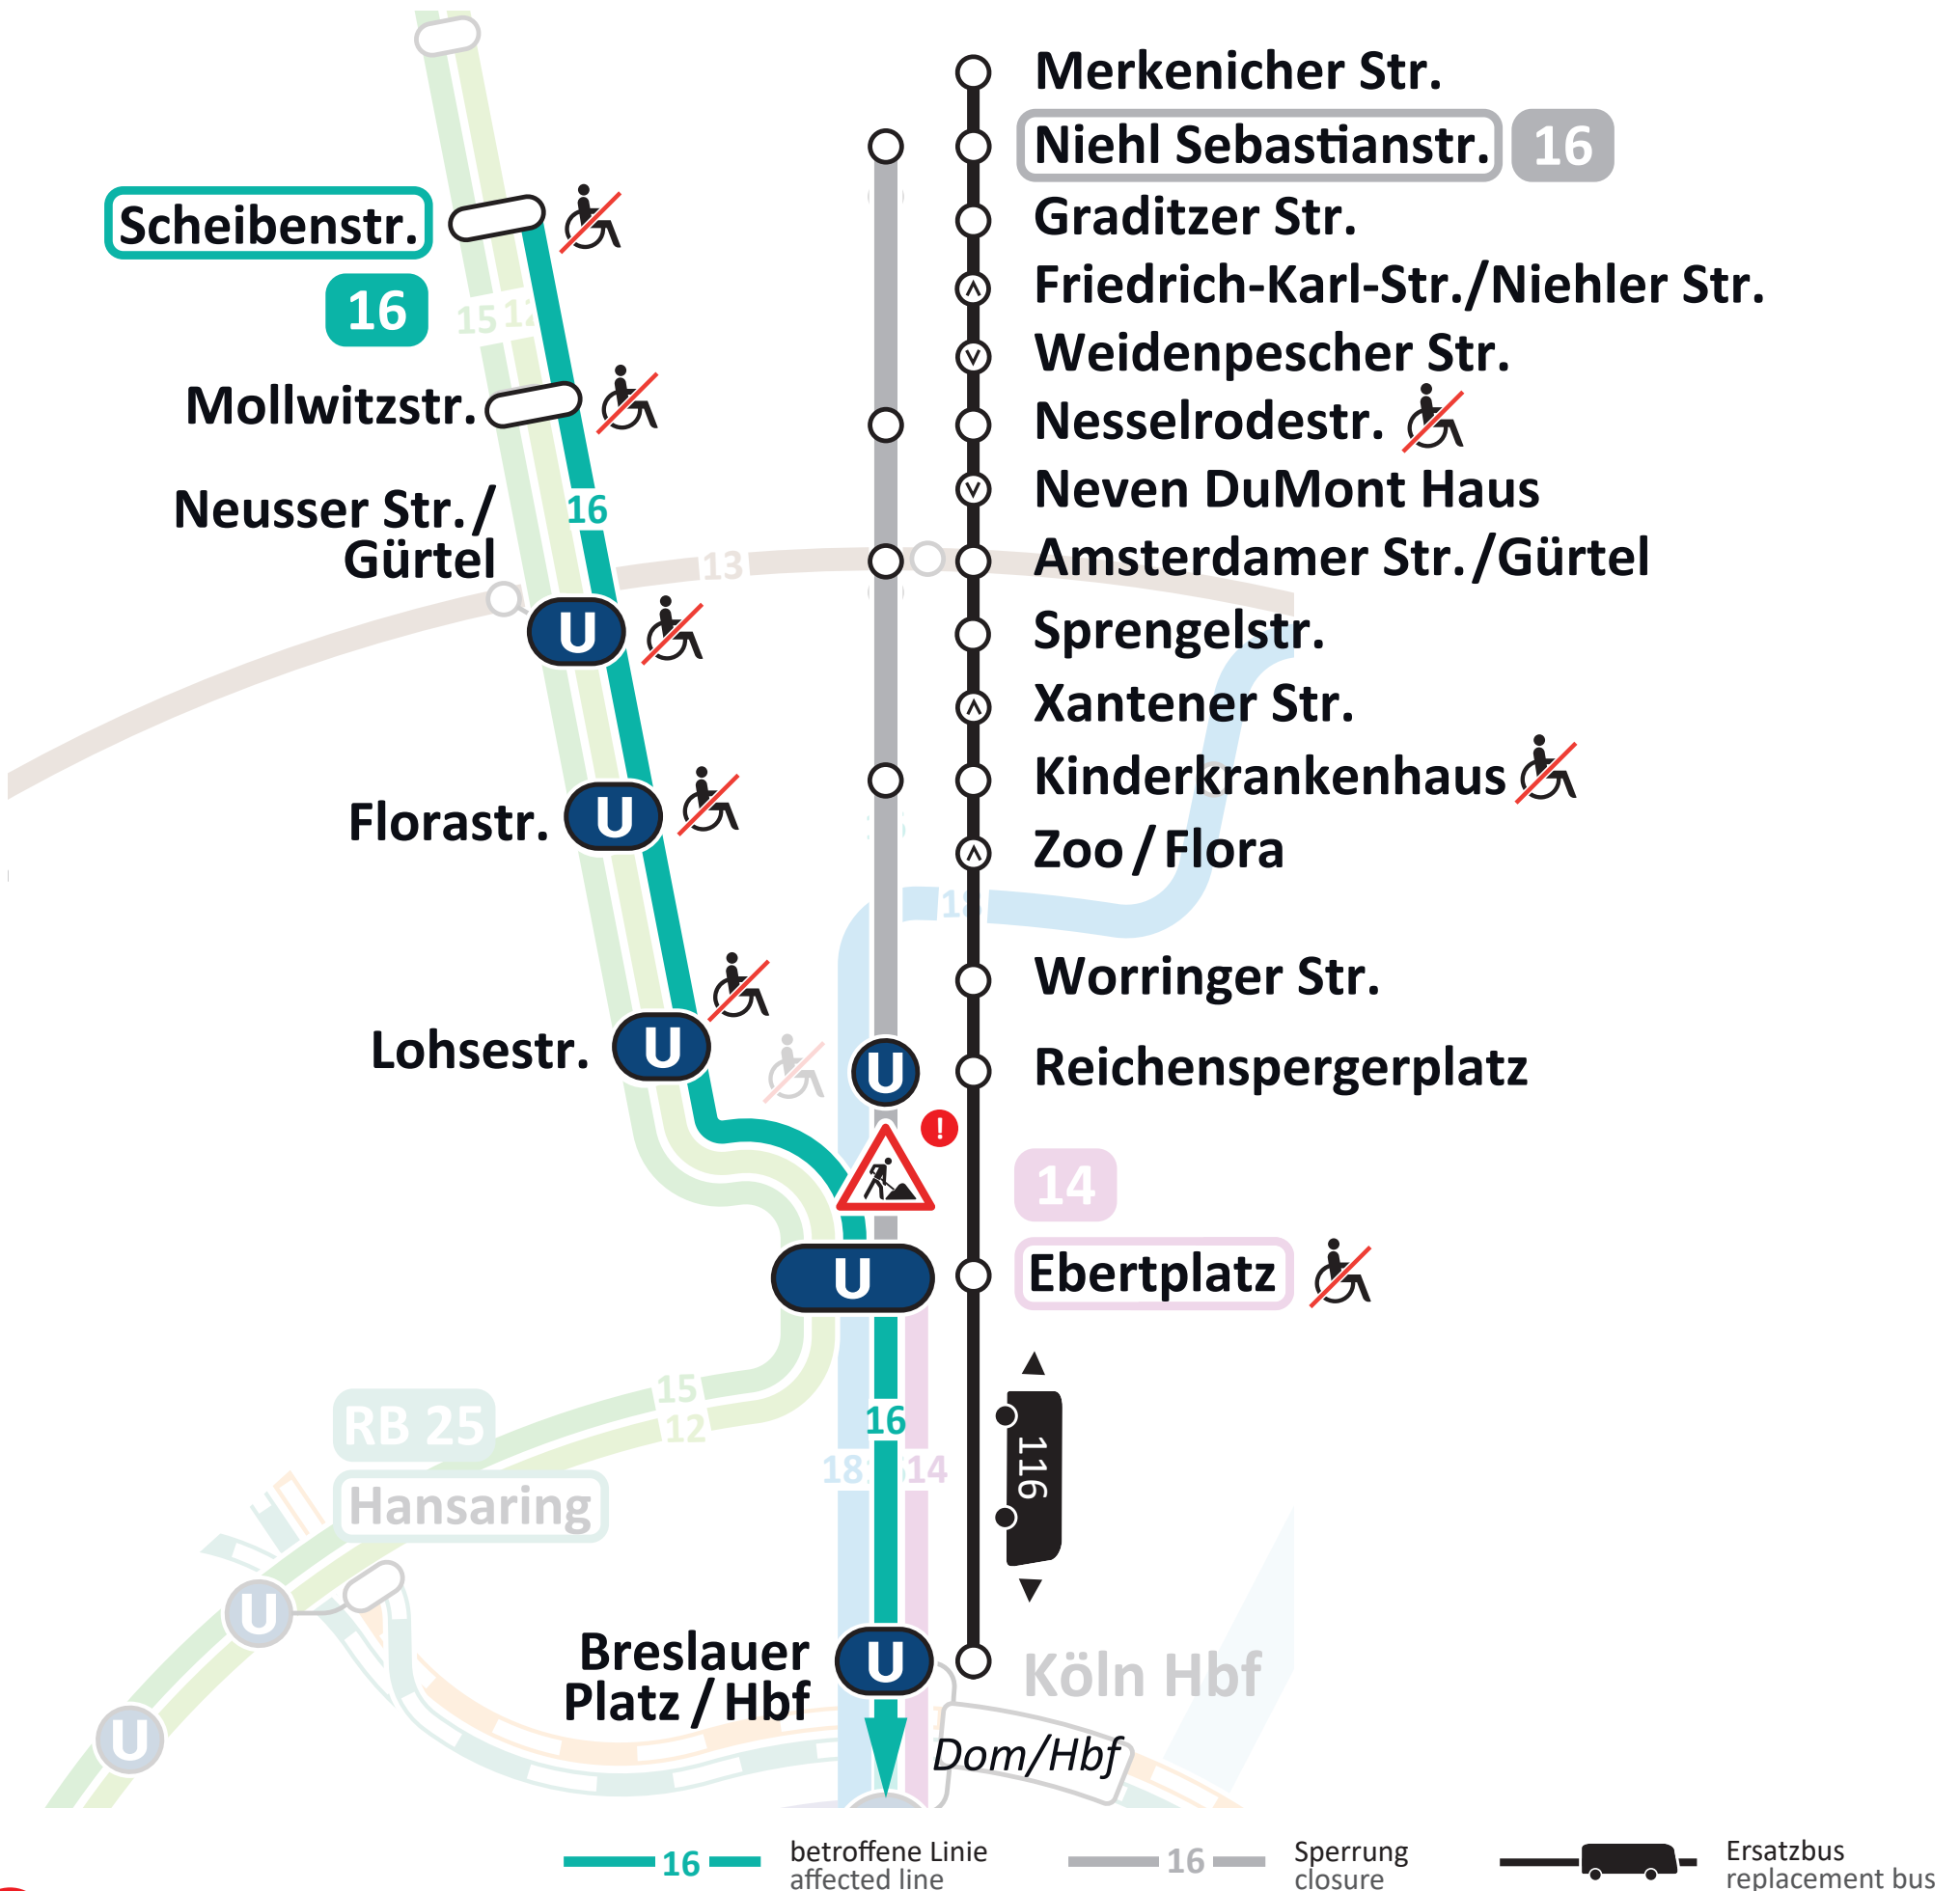 Merkenicher Str.
Niehl Sebastianstr. 16
Graditzer Str.
Friedrich-Karl-Str./Niehler Str.
Weidenpescher Str.
Nesselrodestr.
Neven DuMont Haus
Amsterdamer Str./Gürtel
Sprengelstr.
Xantener Str.
Kinderkrankenhaus
Zoo/Flora
Worringer Str.
Reichenspergerplatz
14
Ebertplatz
116
Scheibenstr.
16
15 12
Mollwitzstr.
16
Neusser Str./
Gürtel
13
U
Florastr. U
18
Lohsestr. U
U
!
U
15
12
16
18 14
RB 25
Hansaring
U
U
Breslauer
Platz/Hbf
U
Köln Hbf
Dom/Hbf
16 betroffene Linie
affected line
16 Sperrung
closure
Ersatzbus
replacement bus